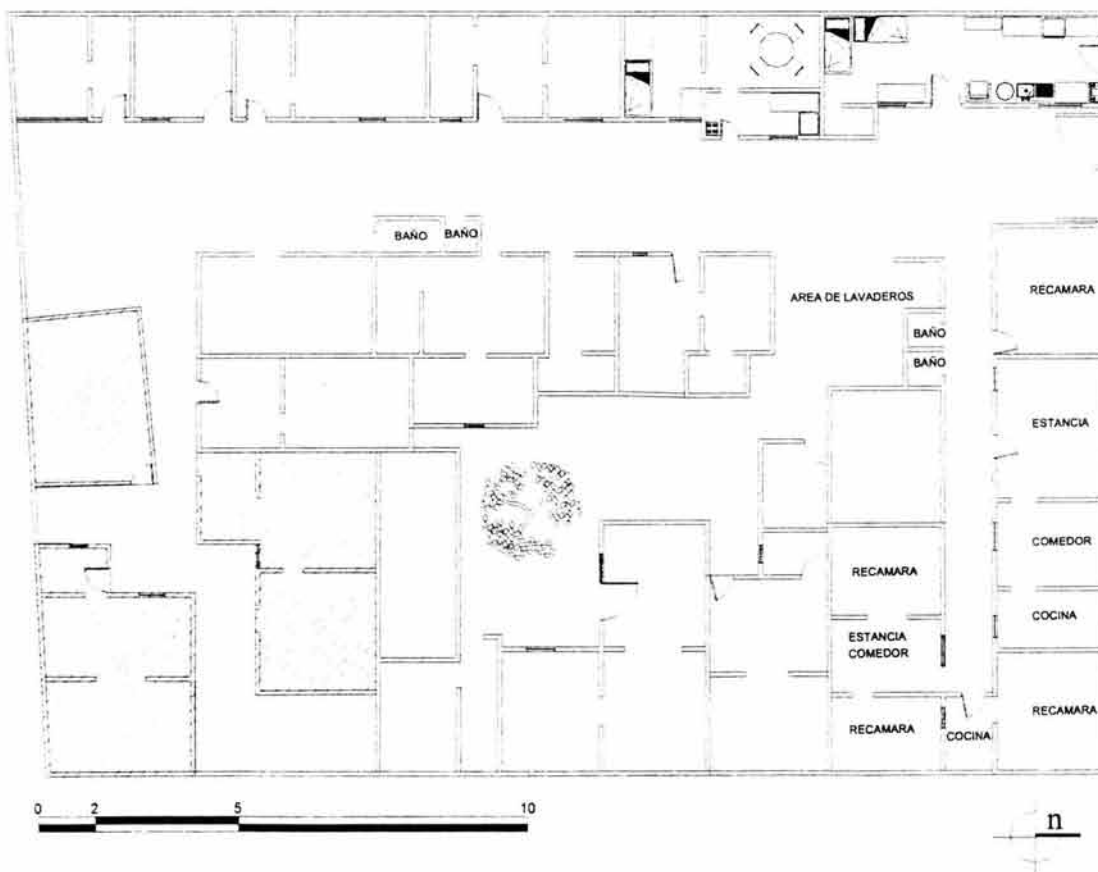 BAÑO
BAÑO
AREA DE LAVADEROS
RECAMARA
BAÑO
BAÑO
ESTANCIA
COMEDOR
RECAMARA
COCINA
ESTANCIA
COMEDOR
RECAMARA
RECAMARA
COCINA
0 2 5 10
n